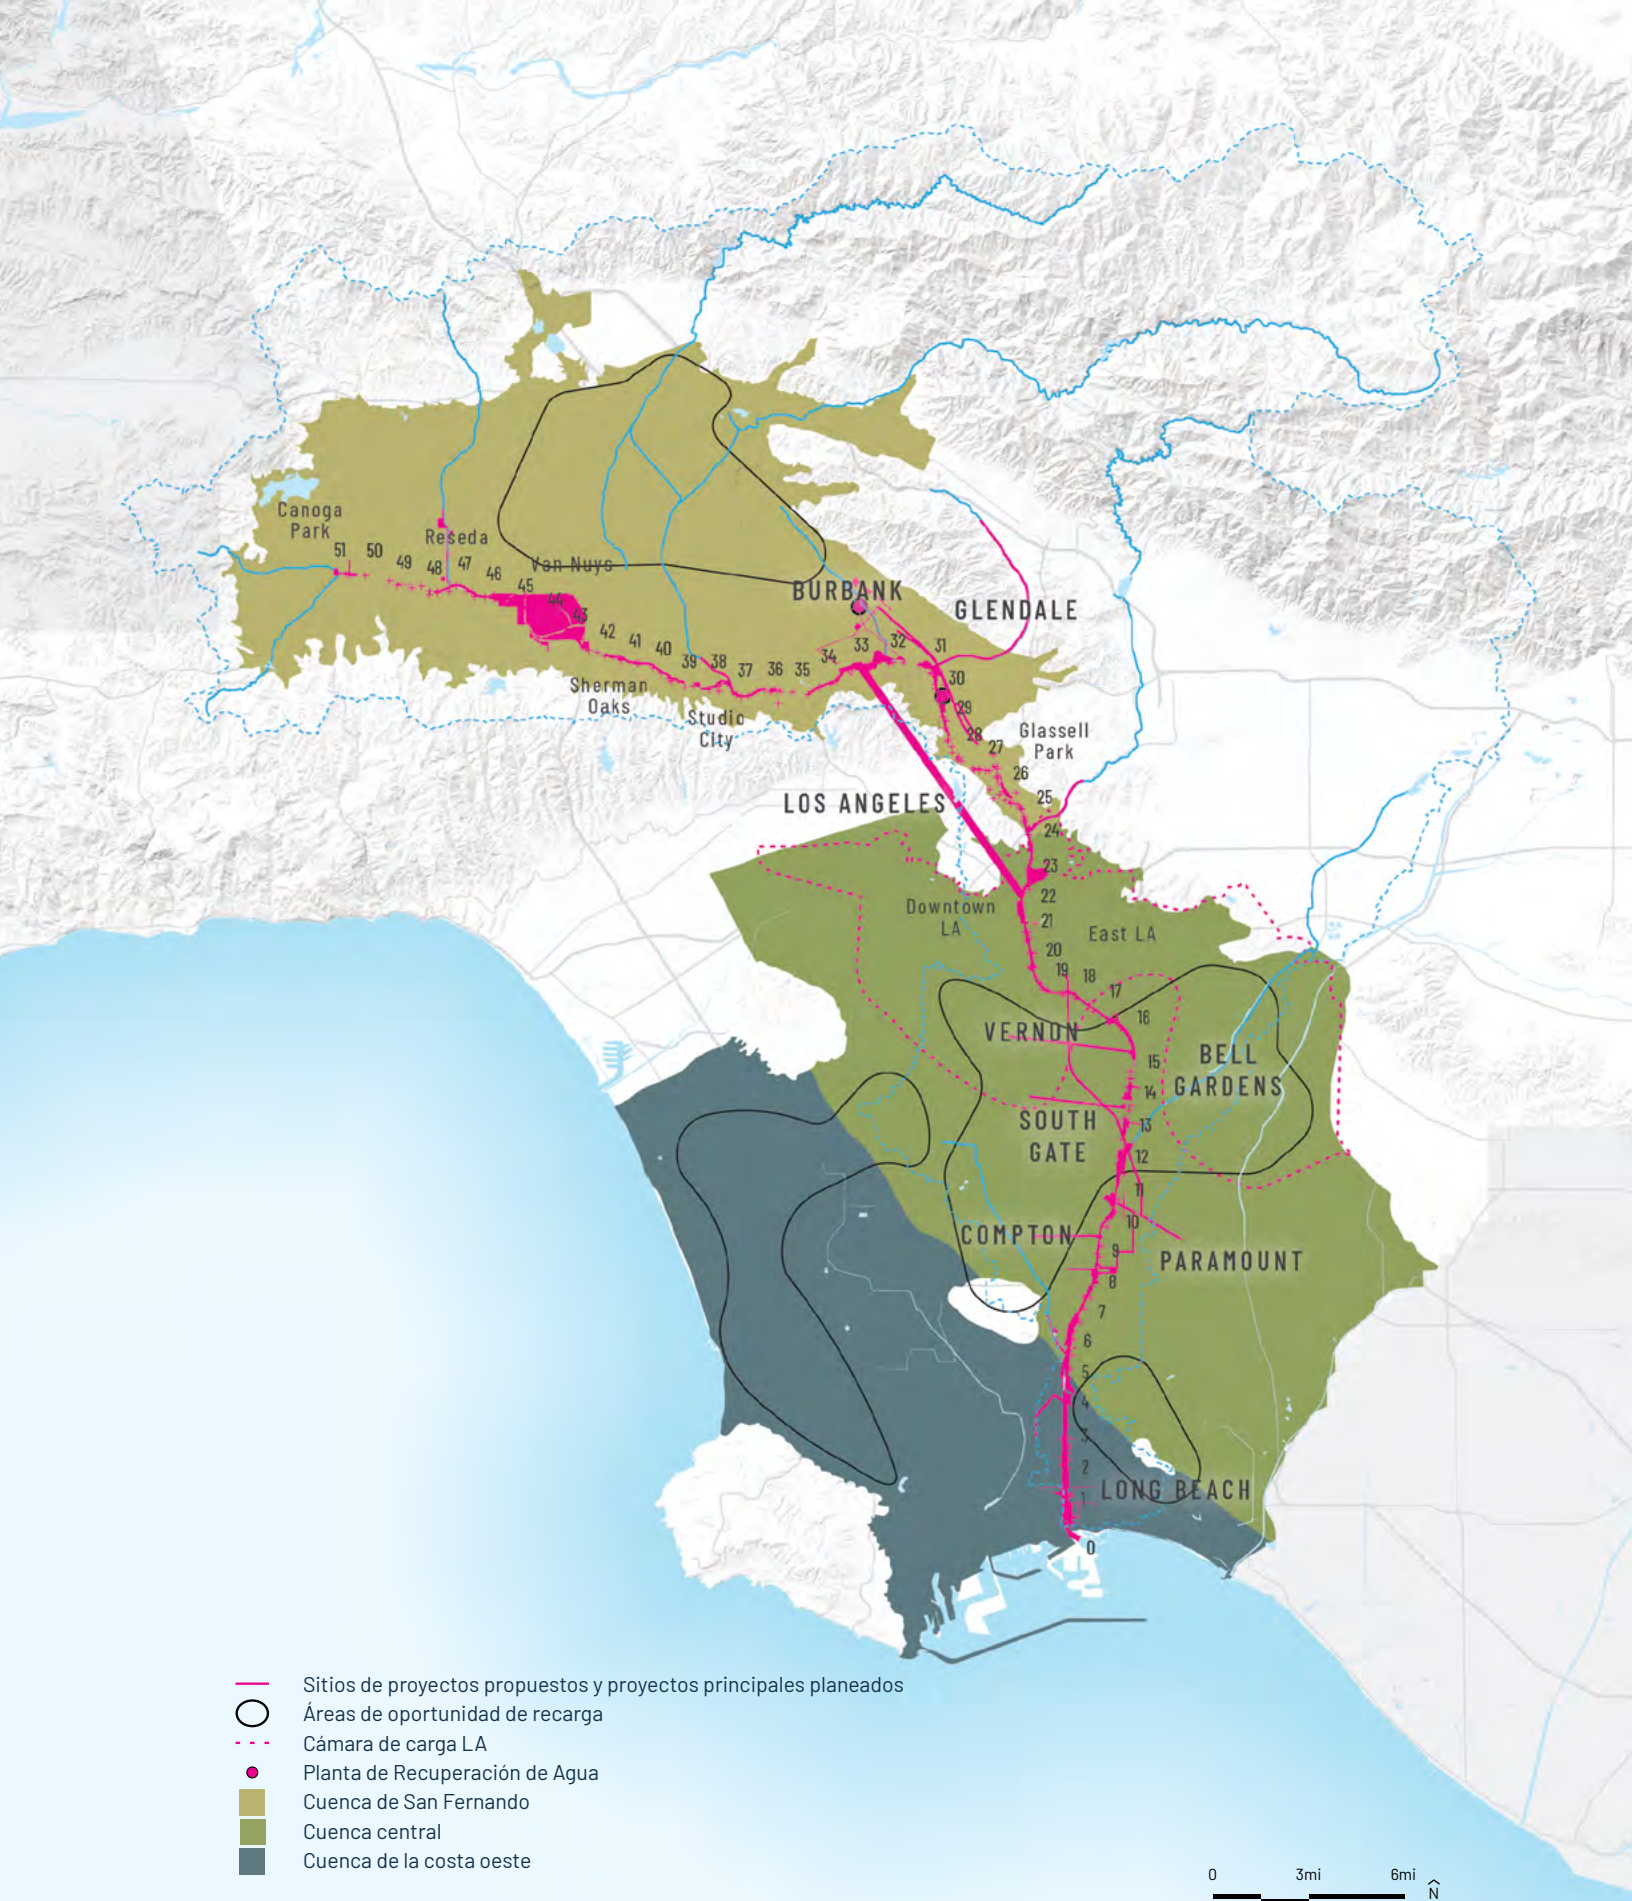 Canoga
Park
51
50
49
48
Reseda
47
46
Van Nuys
45
44
43
42
41
40
39
38
37
36
35
34
33
32
31
30
29
28
27
26
25
24
23
22
21
20
19
18
17
16
15
14
13
12
11
10
9
8
7
6
5
4
3
2
1
0
Sherman
Oaks
Studio
City
BURBANK
GLENDALE
Glassell
Park
LOS ANGELES
Downtown
LA
East LA
VERNON
BELL
GARDENS
SOUTH
GATE
COMPTON
PARAMOUNT
LONG BEACH
Sitios de proyectos propuestos y proyectos principales planeados
Áreas de oportunidad de recarga
Cámara de carga LA
Planta de Recuperación de Agua
Cuenca de San Fernando
Cuenca central
Cuenca de la costa oeste
0 3mi 6mi
N